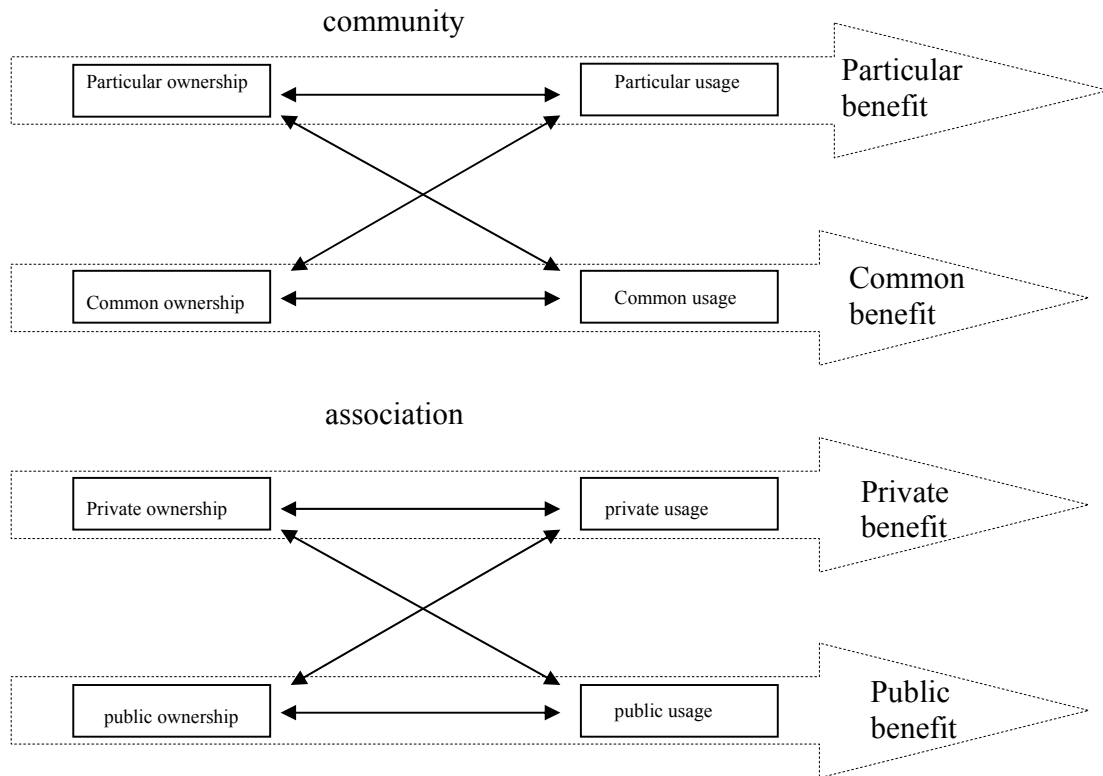 community
Particular ownership
Particular usage
Particular
benefit
Common ownership
Common usage
Common
benefit
association
Private ownership
private usage
Private
benefit
public ownership
public usage
Public
benefit